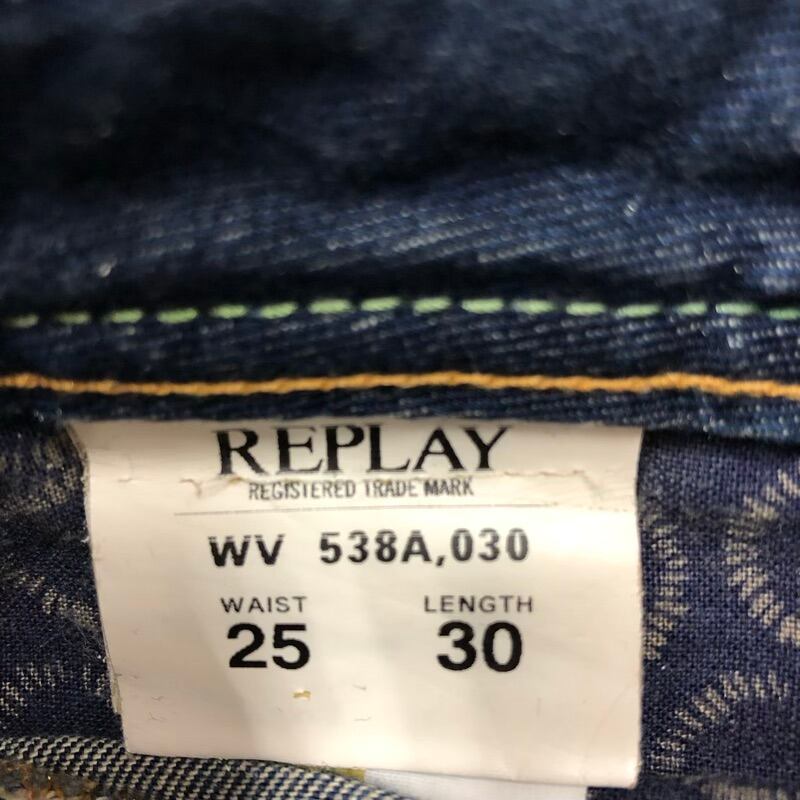 REPLAY
REGISTERED TRADE MARK
WV 538A,030
WAIST LENGTH
25 30